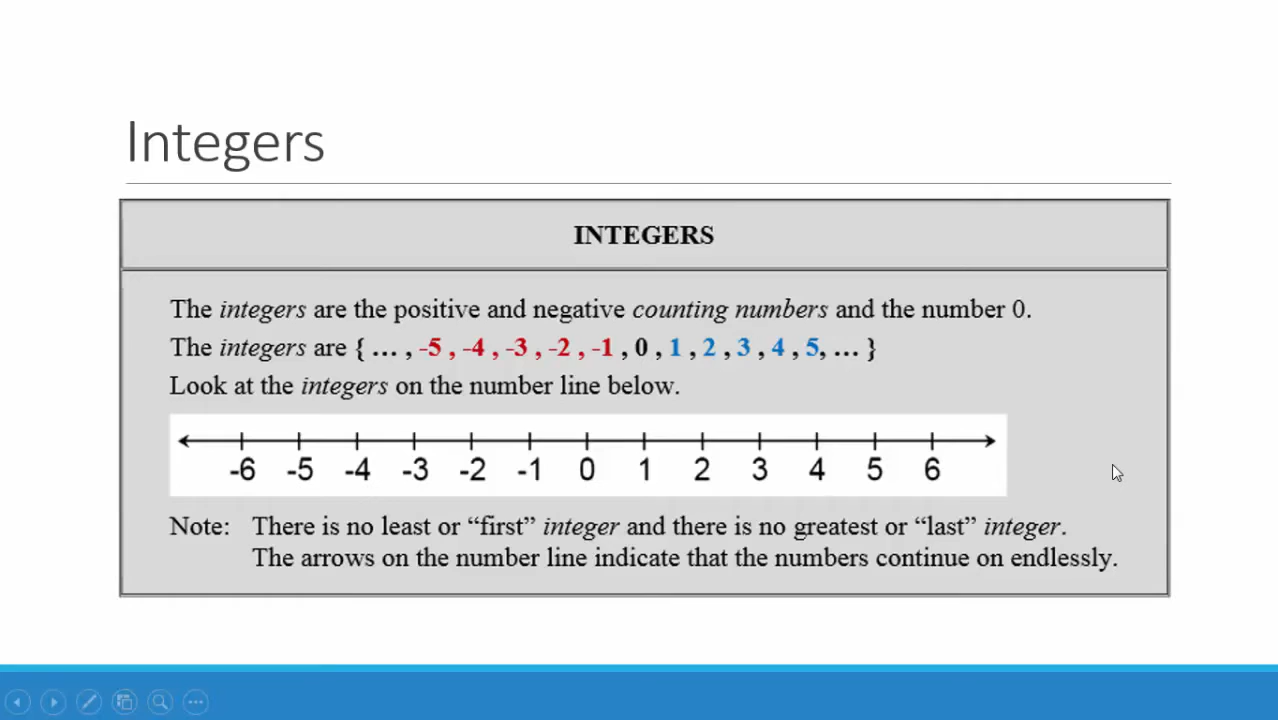 Integers
INTEGERS
The integers are the positive and negative counting numbers and the number 0.
The integers are { … , -5 , -4 , -3 , -2 , -1 , 0 , 1 , 2 , 3 , 4 , 5, … }
Look at the integers on the number line below.
-6 -5 -4 -3 -2 -1 0 1 2 3 4 5 6
Note: There is no least or “first” integer and there is no greatest or “last” integer.
The arrows on the number line indicate that the numbers continue on endlessly.